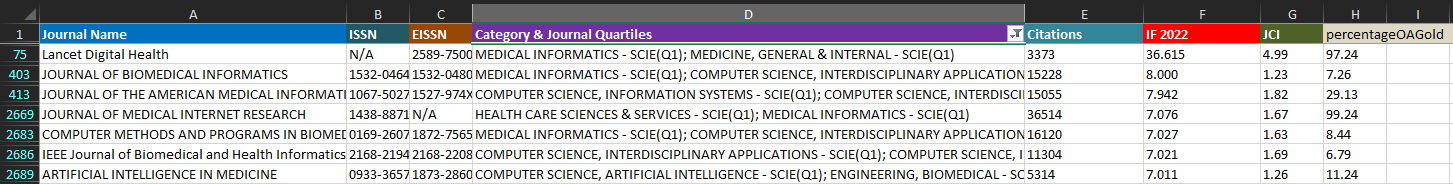 A B C D E F G H I
1 Journal Name ISSN EISSN Category & Journal Quartiles Citations IF 2022 JCI percentageOAGold
75 Lancet Digital Health N/A 2589-7500 MEDICAL INFORMATICS - SCIE(Q1); MEDICINE, GENERAL & INTERNAL - SCIE(Q1) 3373 36.615 4.99 97.24
403 JOURNAL OF BIOMEDICAL INFORMATICS 1532-0464 1532-0480 MEDICAL INFORMATICS - SCIE(Q1); COMPUTER SCIENCE, INTERDISCIPLINARY APPLICATION 15228 8.000 1.23 7.26
413 JOURNAL OF THE AMERICAN MEDICAL INFORMATI 1067-5027 1527-974X COMPUTER SCIENCE, INFORMATION SYSTEMS - SCIE(Q1); COMPUTER SCIENCE, INTERDISCI 15055 7.942 1.82 29.13
2669 JOURNAL OF MEDICAL INTERNET RESEARCH 1438-8871 N/A HEALTH CARE SCIENCES & SERVICES - SCIE(Q1); MEDICAL INFORMATICS - SCIE(Q1) 36514 7.076 1.67 99.24
2683 COMPUTER METHODS AND PROGRAMS IN BIOMED 0169-2607 1872-7565 MEDICAL INFORMATICS - SCIE(Q1); COMPUTER SCIENCE, INTERDISCIPLINARY APPLICATION 16120 7.027 1.63 8.44
2686 IEEE Journal of Biomedical and Health Informatics 2168-2194 2168-2208 COMPUTER SCIENCE, INTERDISCIPLINARY APPLICATIONS - SCIE(Q1); COMPUTER SCIENCE, I 11304 7.021 1.69 6.79
2689 ARTIFICIAL INTELLIGENCE IN MEDICINE 0933-3657 1873-2860 COMPUTER SCIENCE, ARTIFICIAL INTELLIGENCE - SCIE(Q1); ENGINEERING, BIOMEDICAL - SC 5314 7.011 1.26 11.24